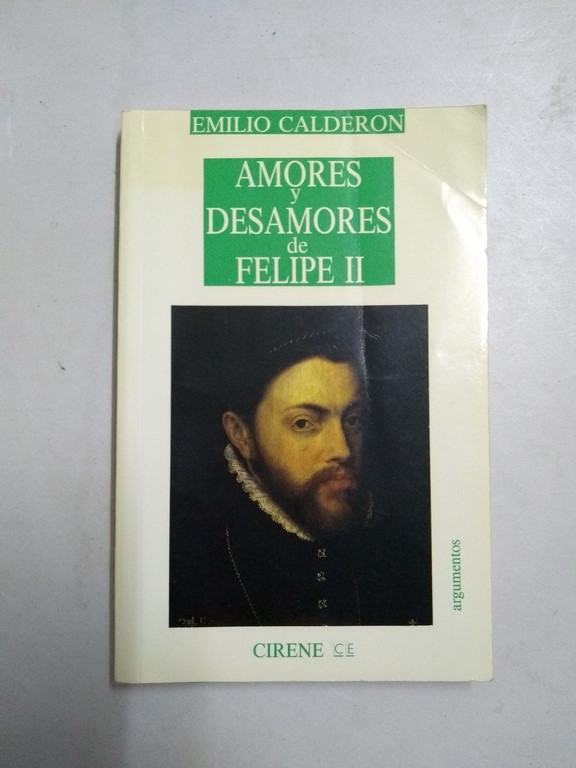 EMILIO CALDERON
AMORES
y
DESAMORES
de
FELIPE II
argumentos
CIRENE CE